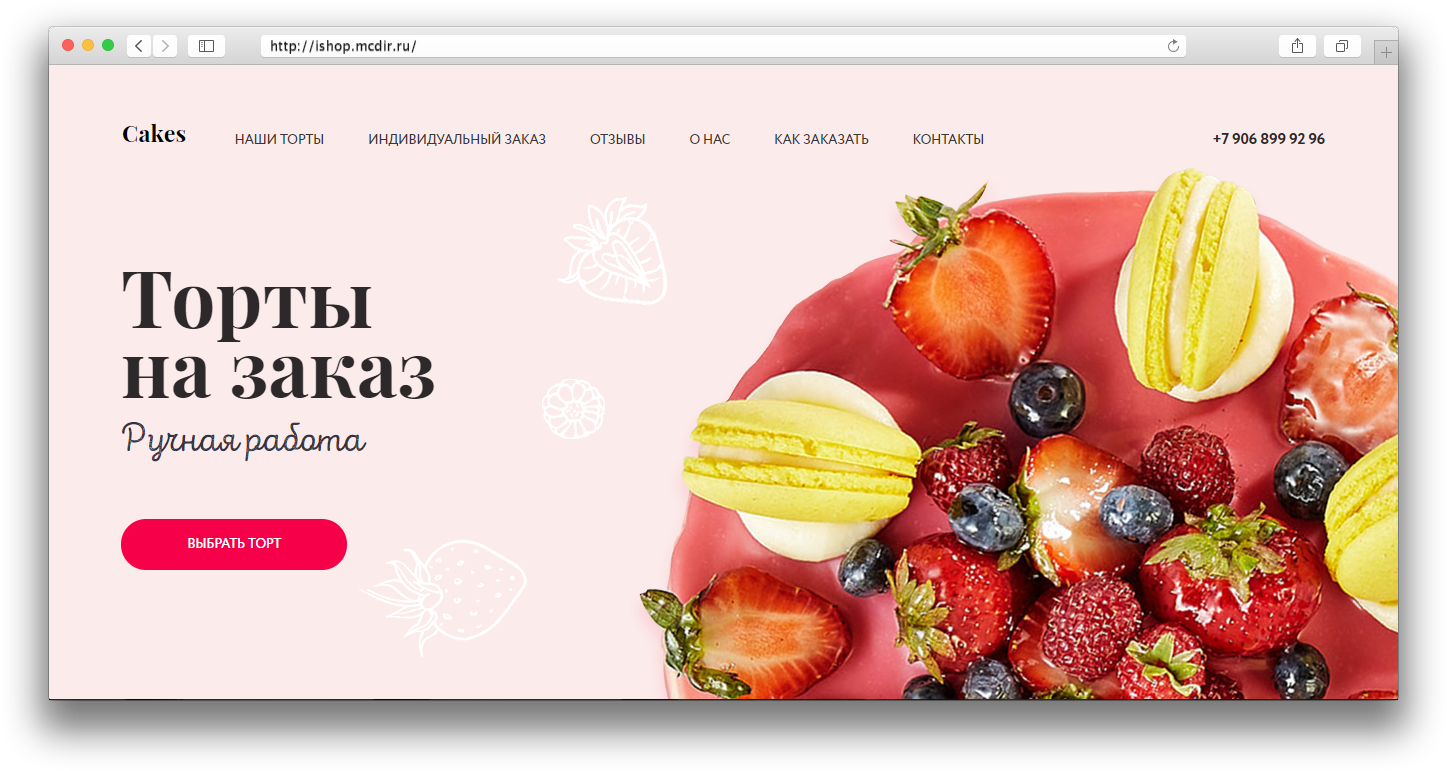 http://ishop.mcdir.ru/
Cakes
НАШИ ТОРТЫ
ИНДИВИДУАЛЬНЫЙ ЗАКАЗ
ОТЗЫВЫ
О НАС
КАК ЗАКАЗАТЬ
КОНТАКТЫ
+7 906 899 92 96
Торты
на заказ
Ручная работа
ВЫБРАТЬ ТОРТ